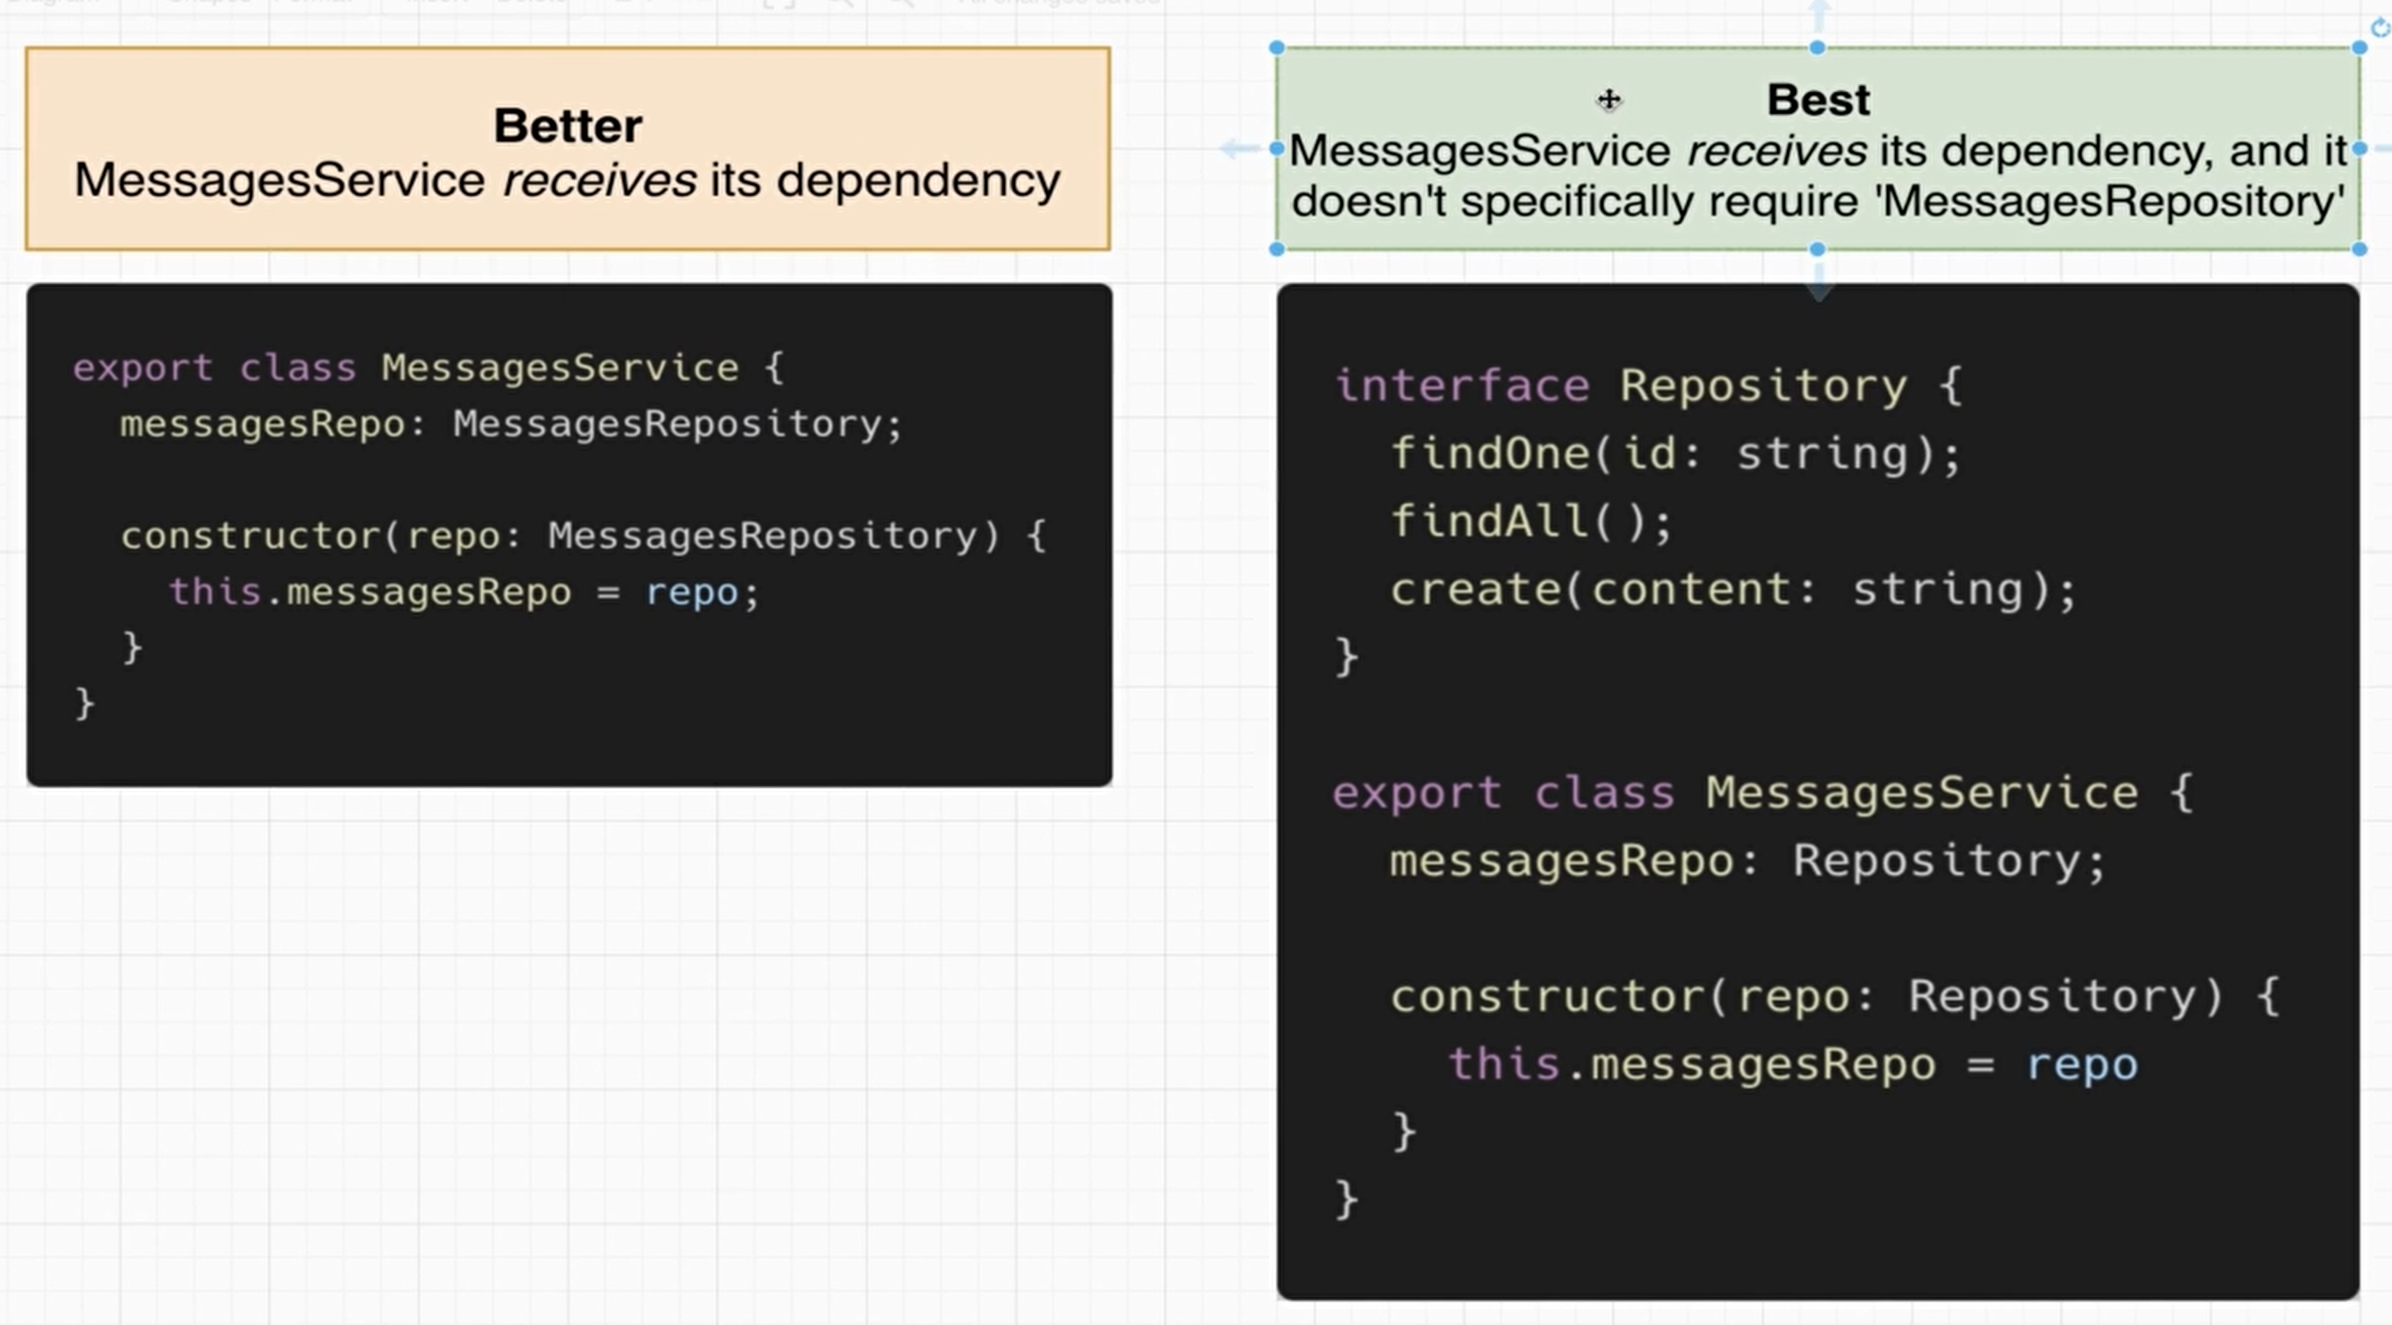 Better
MessagesService receives its dependency
export class MessagesService {
  messagesRepo: MessagesRepository;
  constructor(repo: MessagesRepository) {
    this.messagesRepo = repo;
  }
}
Best
MessagesService receives its dependency, and it
doesn't specifically require 'MessagesRepository'
interface Repository {
  findOne(id: string);
  findAll();
  create(content: string);
}
export class MessagesService {
  messagesRepo: Repository;
  constructor(repo: Repository) {
    this.messagesRepo = repo
  }
}